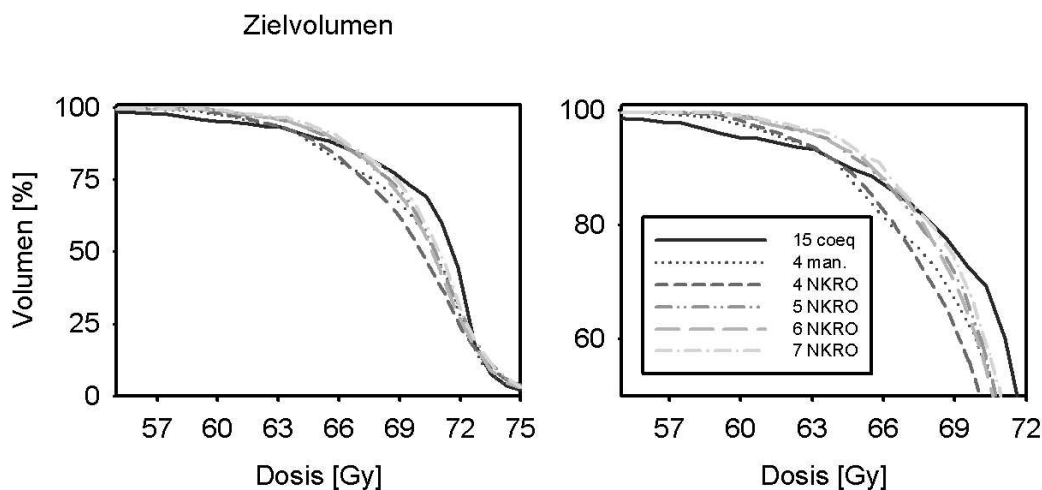 Zielvolumen
Volumen [%]
100
75
50
25
0
57 60 63 66 69 72 75
Dosis [Gy]
100
80
60
15 coeq
4 man.
4 NKRO
5 NKRO
6 NKRO
7 NKRO
57 60 63 66 69 72
Dosis [Gy]